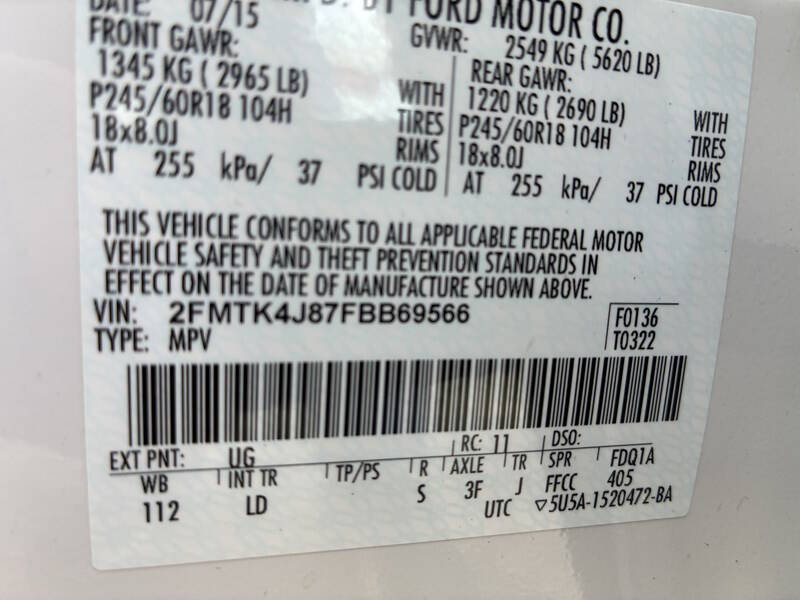 DATE: 07/15 BY FORD MOTOR CO.
FRONT GAWR: GVWR: 2549 KG ( 5620 LB)
1345 KG ( 2965 LB) REAR GAWR:
P245/60R18 104H WITH 1220 KG ( 2690 LB) WITH
18x8.0J TIRES P245/60R18 104H TIRES
RIMS 18x8.0J RIMS
AT 255 kPa/ 37 PSI COLD AT 255 kPa/ 37 PSI COLD
THIS VEHICLE CONFORMS TO ALL APPLICABLE FEDERAL MOTOR
VEHICLE SAFETY AND THEFT PREVENTION STANDARDS IN
EFFECT ON THE DATE OF MANUFACTURE SHOWN ABOVE.
VIN: 2FMTK4J87FBB69566 F0136
TYPE: MPV T0322
EXT PNT: UG RC: 11 DSO:
WB INT TR TP/PS R AXLE TR SPR FDQ1A
112 LD S 3F J FFCC 405
UTC ▽5U5A-1520472-BA